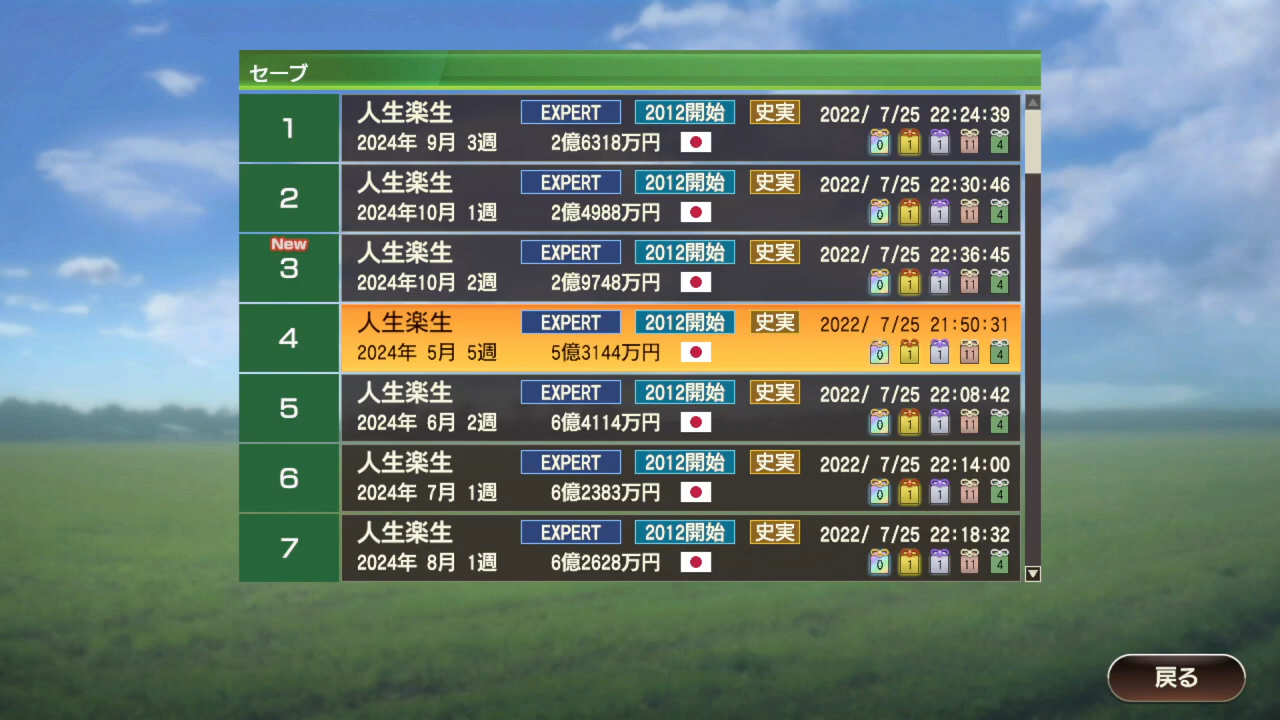 セーブ
1 人生楽生 EXPERT 2012開始 史実 2022/ 7/25 22:24:39
2024年 9月 3週 2億6318万円 0 1 1 11 4
2 人生楽生 EXPERT 2012開始 史実 2022/ 7/25 22:30:46
2024年10月 1週 2億4988万円 0 1 1 11 4
New
3 人生楽生 EXPERT 2012開始 史実 2022/ 7/25 22:36:45
2024年10月 2週 2億9748万円 0 1 1 11 4
4 人生楽生 EXPERT 2012開始 史実 2022/ 7/25 21:50:31
2024年 5月 5週 5億3144万円 0 1 1 11 4
5 人生楽生 EXPERT 2012開始 史実 2022/ 7/25 22:08:42
2024年 6月 2週 6億4114万円 0 1 1 11 4
6 人生楽生 EXPERT 2012開始 史実 2022/ 7/25 22:14:00
2024年 7月 1週 6億2383万円 0 1 1 11 4
7 人生楽生 EXPERT 2012開始 史実 2022/ 7/25 22:18:32
2024年 8月 1週 6億2628万円 0 1 1 11 4
戻る